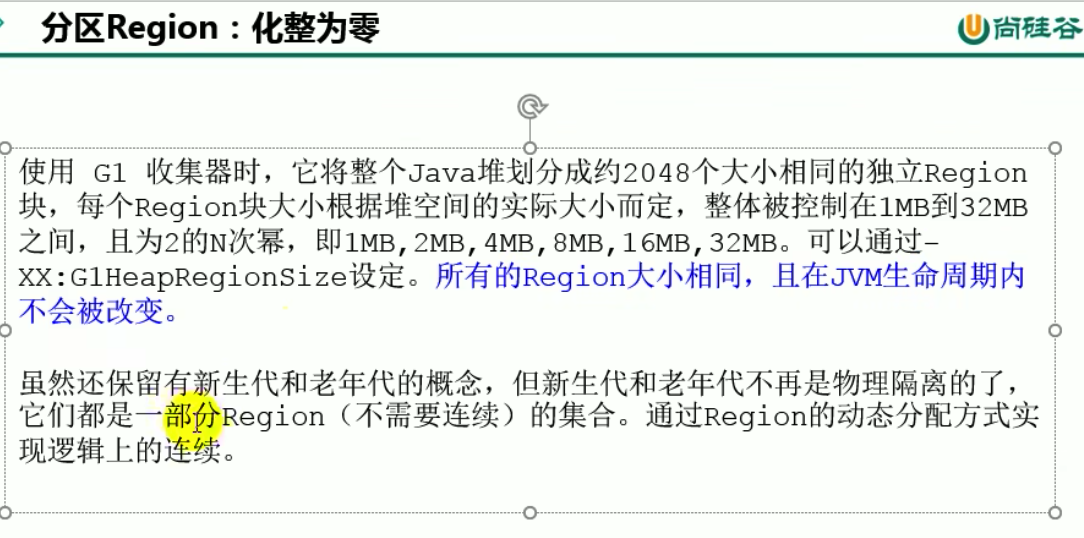 分区Region：化整为零
尚硅谷
使用 G1 收集器时，它将整个Java堆划分成约2048个大小相同的独立Region
块，每个Region块大小根据堆空间的实际大小而定，整体被控制在1MB到32MB
之间，且为2的N次幂，即1MB,2MB,4MB,8MB,16MB,32MB。可以通过-
XX:G1HeapRegionSize设定。所有的Region大小相同，且在JVM生命周期内
不会被改变。
虽然还保留有新生代和老年代的概念，但新生代和老年代不再是物理隔离的了，
它们都是一部分Region（不需要连续）的集合。通过Region的动态分配方式实
现逻辑上的连续。